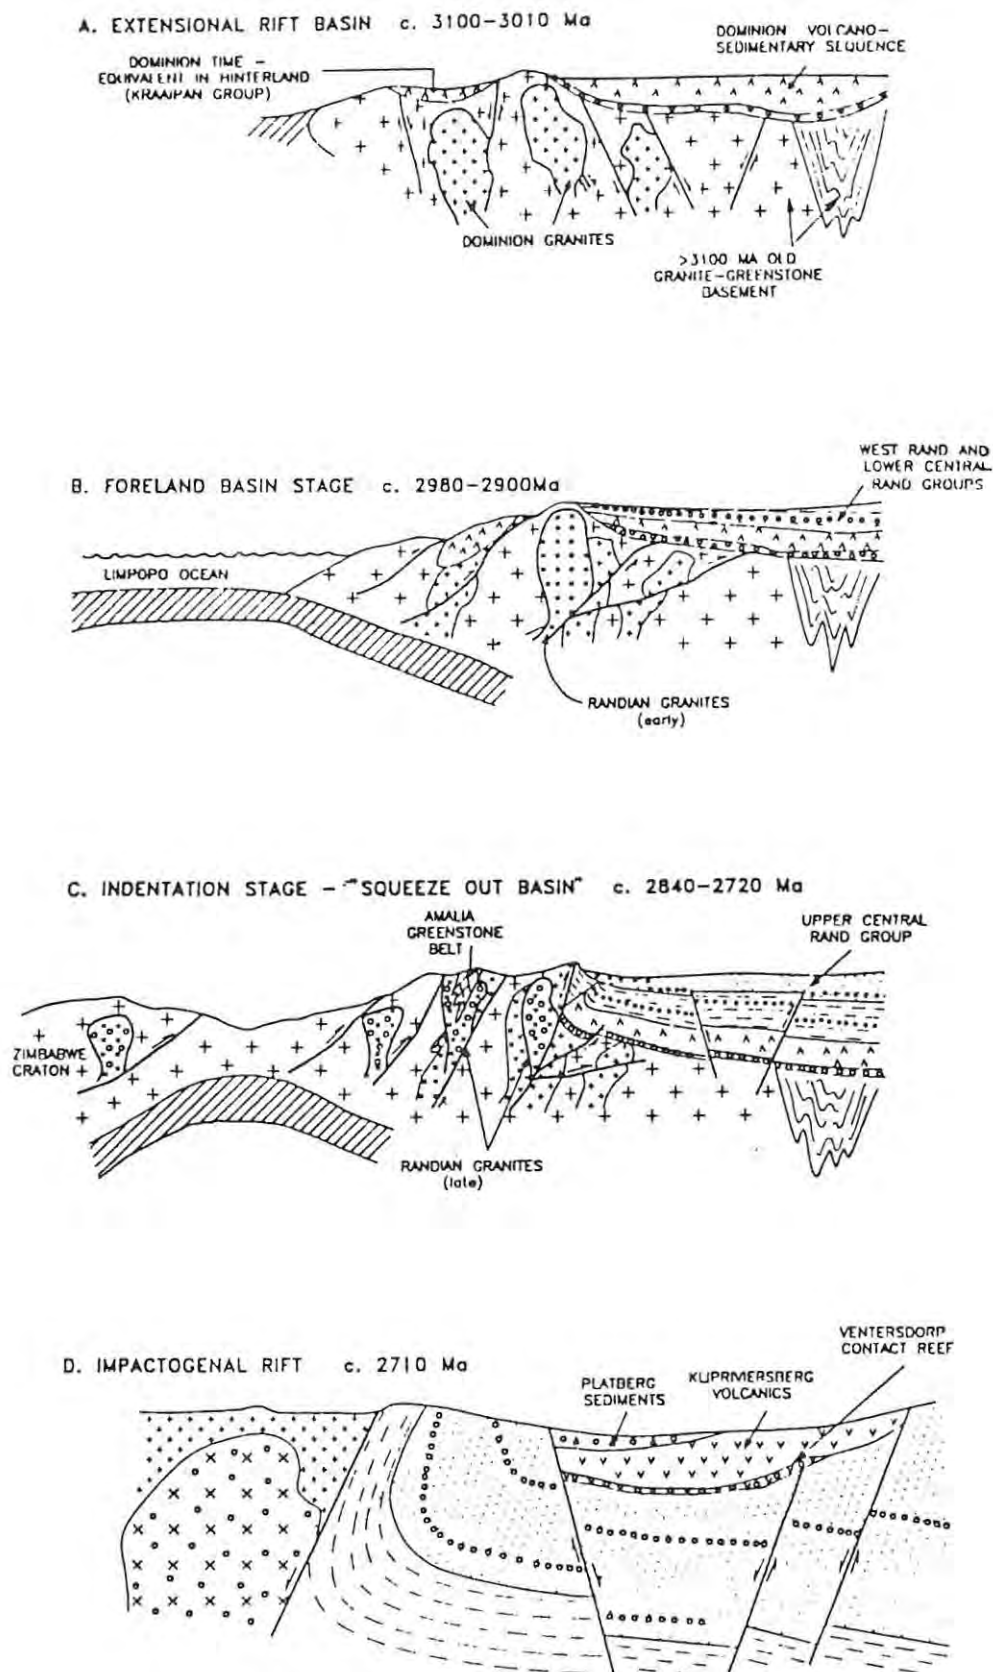 A. EXTENSIONAL RIFT BASIN c. 3100-3010 Ma
DOMINION VOLCANO-
SEDIMENTARY SEQUENCE
DOMINION TIME -
EQUIVALENT IN HINTERLAND
(KRAAIPAN GROUP)
DOMINION GRANITES
>3100 MA OLD
GRANITE-GREENSTONE
BASEMENT
WEST RAND AND
LOWER CENTRAL
RAND GROUPS
B. FORELAND BASIN STAGE c. 2980-2900Ma
LIMPOPO OCEAN
RANDIAN GRANITES
(early)
C. INDENTATION STAGE - "SQUEEZE OUT BASIN" c. 2840-2720 Ma
AMALIA
GREENSTONE
BELT
UPPER CENTRAL
RAND GROUP
ZIMBABWE
CRATON
RANDIAN GRANITES
(late)
VENTERSDORP
CONTACT REEF
D. IMPACTOGENAL RIFT c. 2710 Ma
PLATBERG
SEDIMENTS
KLIPRIVIERSBERG
VOLCANICS